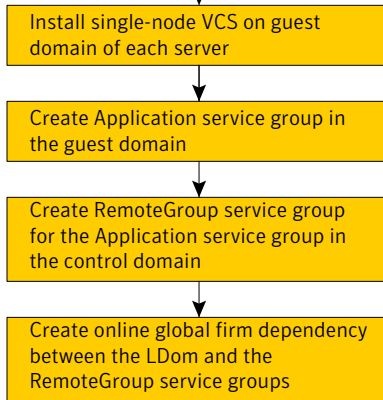 Install single-node VCS on guest
domain of each server
Create Application service group in
the guest domain
Create RemoteGroup service group
for the Application service group in
the control domain
Create online global firm dependency
between the LDom and the
RemoteGroup service groups